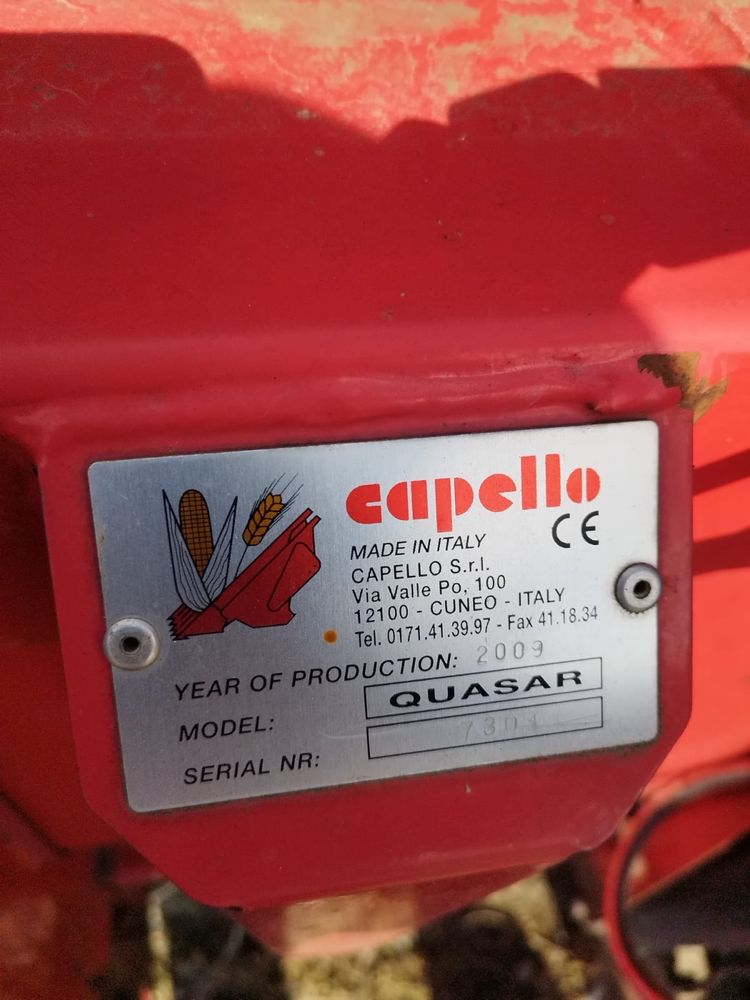 capello
CE
MADE IN ITALY
CAPELLO S.r.l.
Via Valle Po, 100
12100 - CUNEO - ITALY
Tel. 0171.41.39.97 - Fax 41.18.34
YEAR OF PRODUCTION: 2009
MODEL: QUASAR
SERIAL NR: